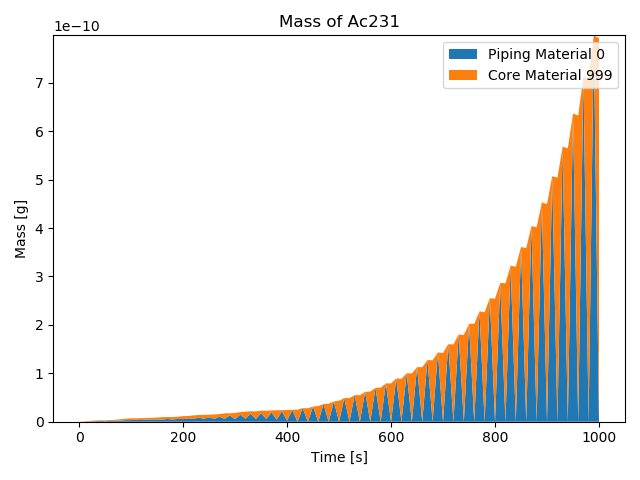 Mass of Ac231
1e−10
Piping Material 0
Core Material 999
7
6
5
4
3
2
1
0
Mass [g]
0 200 400 600 800 1000
Time [s]